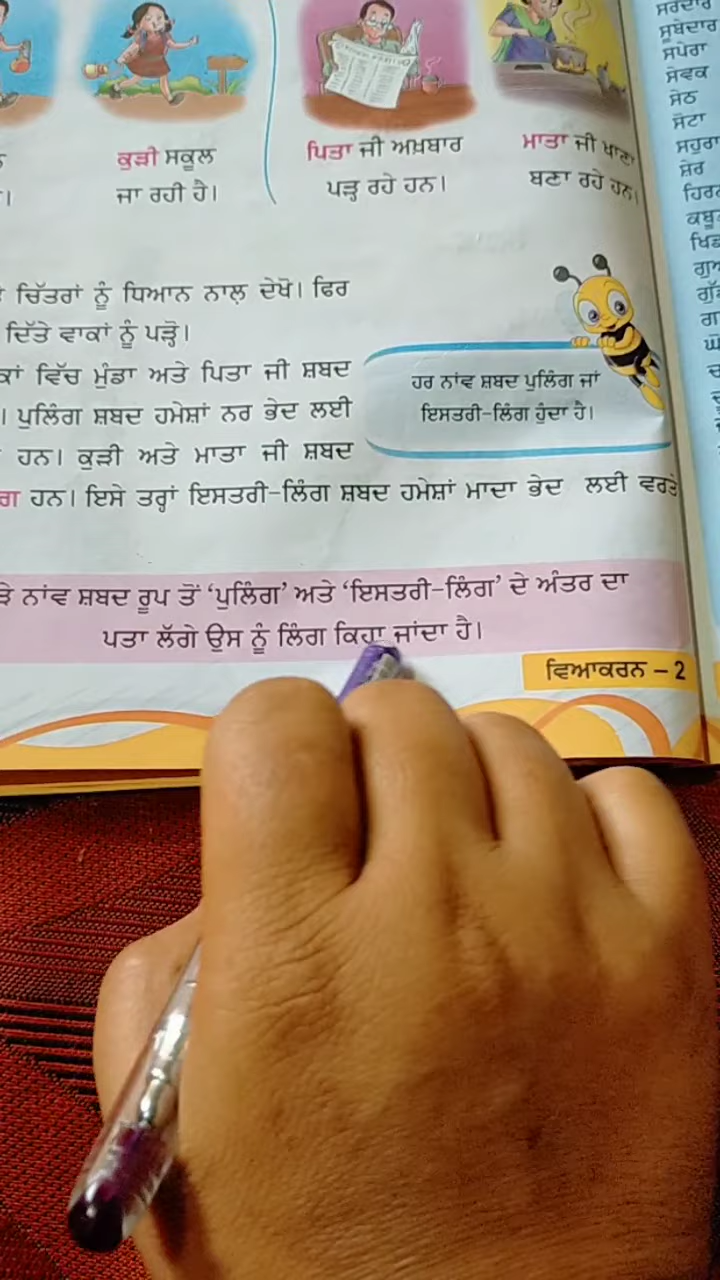 ਕੁੜੀ ਸਕੂਲ
ਜਾ ਰਹੀ ਹੈ।
ਪਿਤਾ ਜੀ ਅਖ਼ਬਾਰ
ਪੜ੍ਹ ਰਹੇ ਹਨ।
ਮਾਤਾ ਜੀ ਖਾਣਾ
ਬਣਾ ਰਹੇ ਹਨ।
ਚਿੱਤਰਾਂ ਨੂੰ ਧਿਆਨ ਨਾਲ਼ ਦੇਖੋ। ਫਿਰ
ਦਿੱਤੇ ਵਾਕਾਂ ਨੂੰ ਪੜ੍ਹੋ।
ਕਾਂ ਵਿੱਚ ਮੁੰਡਾ ਅਤੇ ਪਿਤਾ ਜੀ ਸ਼ਬਦ
। ਪੁਲਿੰਗ ਸ਼ਬਦ ਹਮੇਸ਼ਾਂ ਨਰ ਭੇਦ ਲਈ
ਹਨ। ਕੁੜੀ ਅਤੇ ਮਾਤਾ ਜੀ ਸ਼ਬਦ
ਗ ਹਨ। ਇਸੇ ਤਰ੍ਹਾਂ ਇਸਤਰੀ-ਲਿੰਗ ਸ਼ਬਦ ਹਮੇਸ਼ਾਂ ਮਾਦਾ ਭੇਦ ਲਈ ਵਰਤੇ
ਹਰ ਨਾਂਵ ਸ਼ਬਦ ਪੁਲਿੰਗ ਜਾਂ
ਇਸਤਰੀ-ਲਿੰਗ ਹੁੰਦਾ ਹੈ।
ੜੇ ਨਾਂਵ ਸ਼ਬਦ ਰੂਪ ਤੋਂ ‘ਪੁਲਿੰਗ’ ਅਤੇ ‘ਇਸਤਰੀ-ਲਿੰਗ’ ਦੇ ਅੰਤਰ ਦਾ
ਪਤਾ ਲੱਗੇ ਉਸ ਨੂੰ ਲਿੰਗ ਕਿਹਾ ਜਾਂਦਾ ਹੈ।
ਵਿਆਕਰਨ – 2
ਸਰਦਾਰ
ਸੂਬੇਦਾਰ
ਸਪੇਰਾ
ਸੇਵਕ
ਸੇਠ
ਸੋਟਾ
ਸਹੁਰਾ
ਸ਼ੇਰ